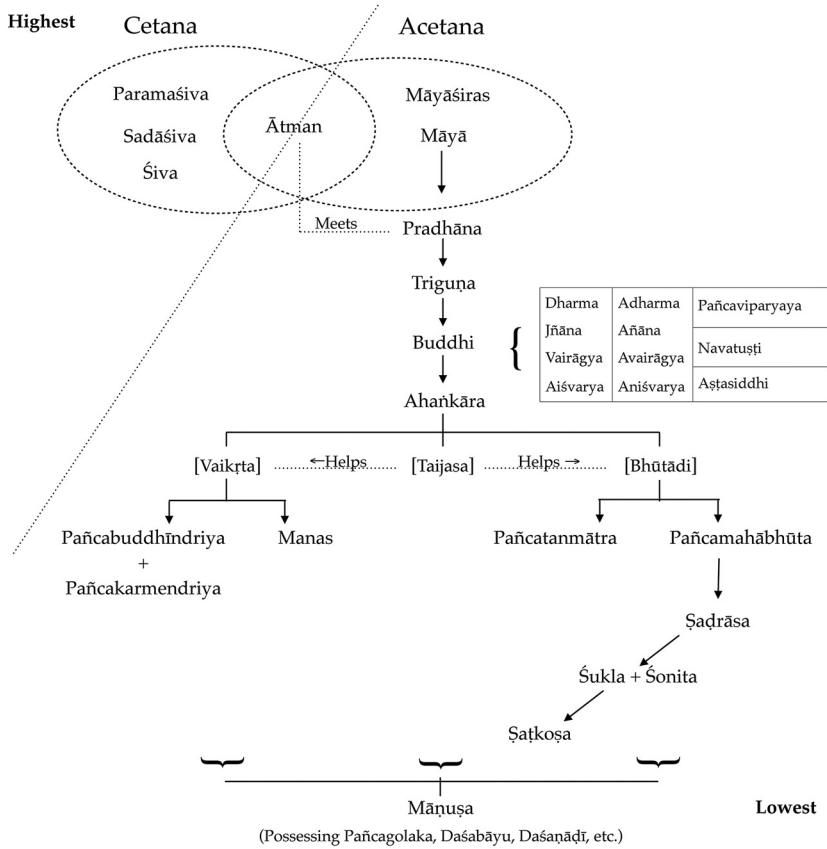 Highest
Cetana
Acetana
Paramaśiva
Sadāśiva
Śiva
Ātman
Māyāśiras
Māyā
Meets
Pradhāna
Triguṇa
Buddhi
{
Dharma Adharma Pañcaviparyaya
Jñāna Añāna
Navatuṣṭi
Vairāgya Avairāgya
Aiśvarya Aniśvarya Aṣṭasiddhi
Ahaṅkāra
[Vaikṛta] ←Helps [Taijasa] Helps → [Bhūtādi]
Pañcabuddhīndriya
+
Pañcakarmendriya
Manas
Pañcatanmātra
Pañcamahābhūta
Ṣaḍrāsa
Śukla + Śonita
Ṣaṭkoṣa
Māṇuṣa
Lowest
(Possessing Pañcagolaka, Daśabāyu, Daśaṇāḍī, etc.)